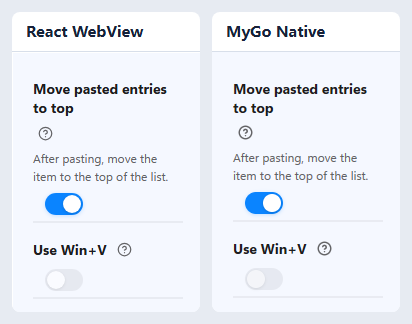 React WebView
Move pasted entries
to top
?
After pasting, move the
item to the top of the list.
Use Win+V ?
MyGo Native
Move pasted entries
to top
?
After pasting, move the
item to the top of the list.
Use Win+V ?